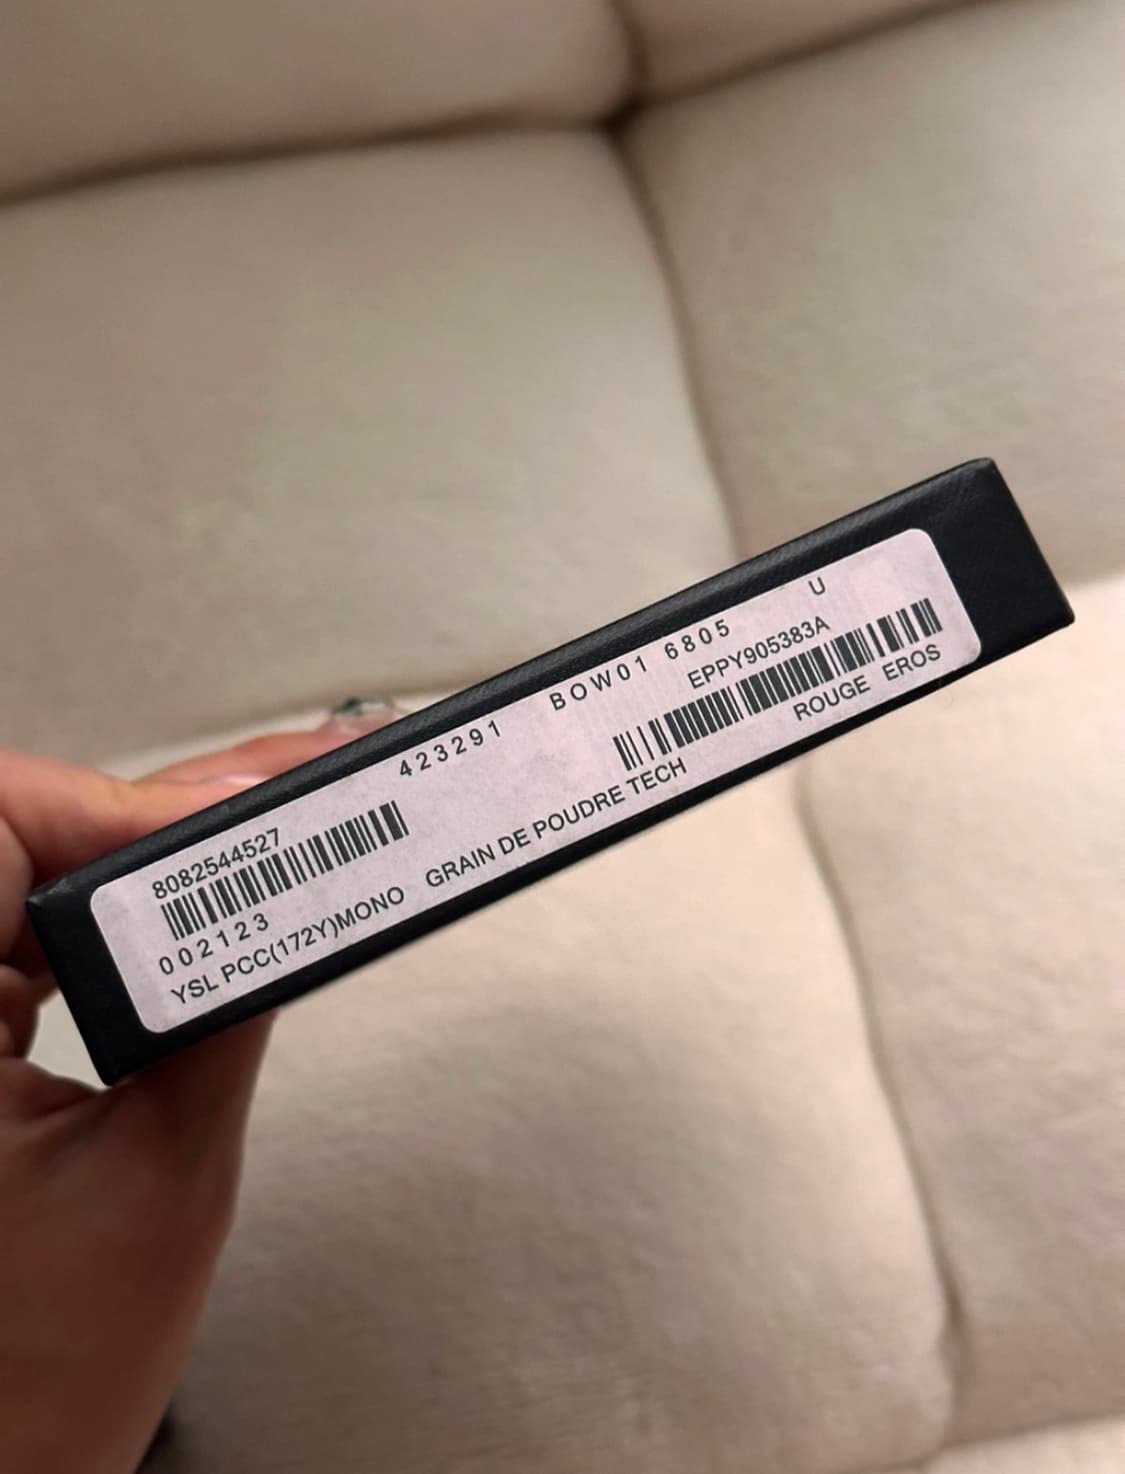 423291 BOW01 6805 U
8082544527 EPPY905383A
002123
YSL PCC(172Y)MONO GRAIN DE POUDRE TECH ROUGE EROS